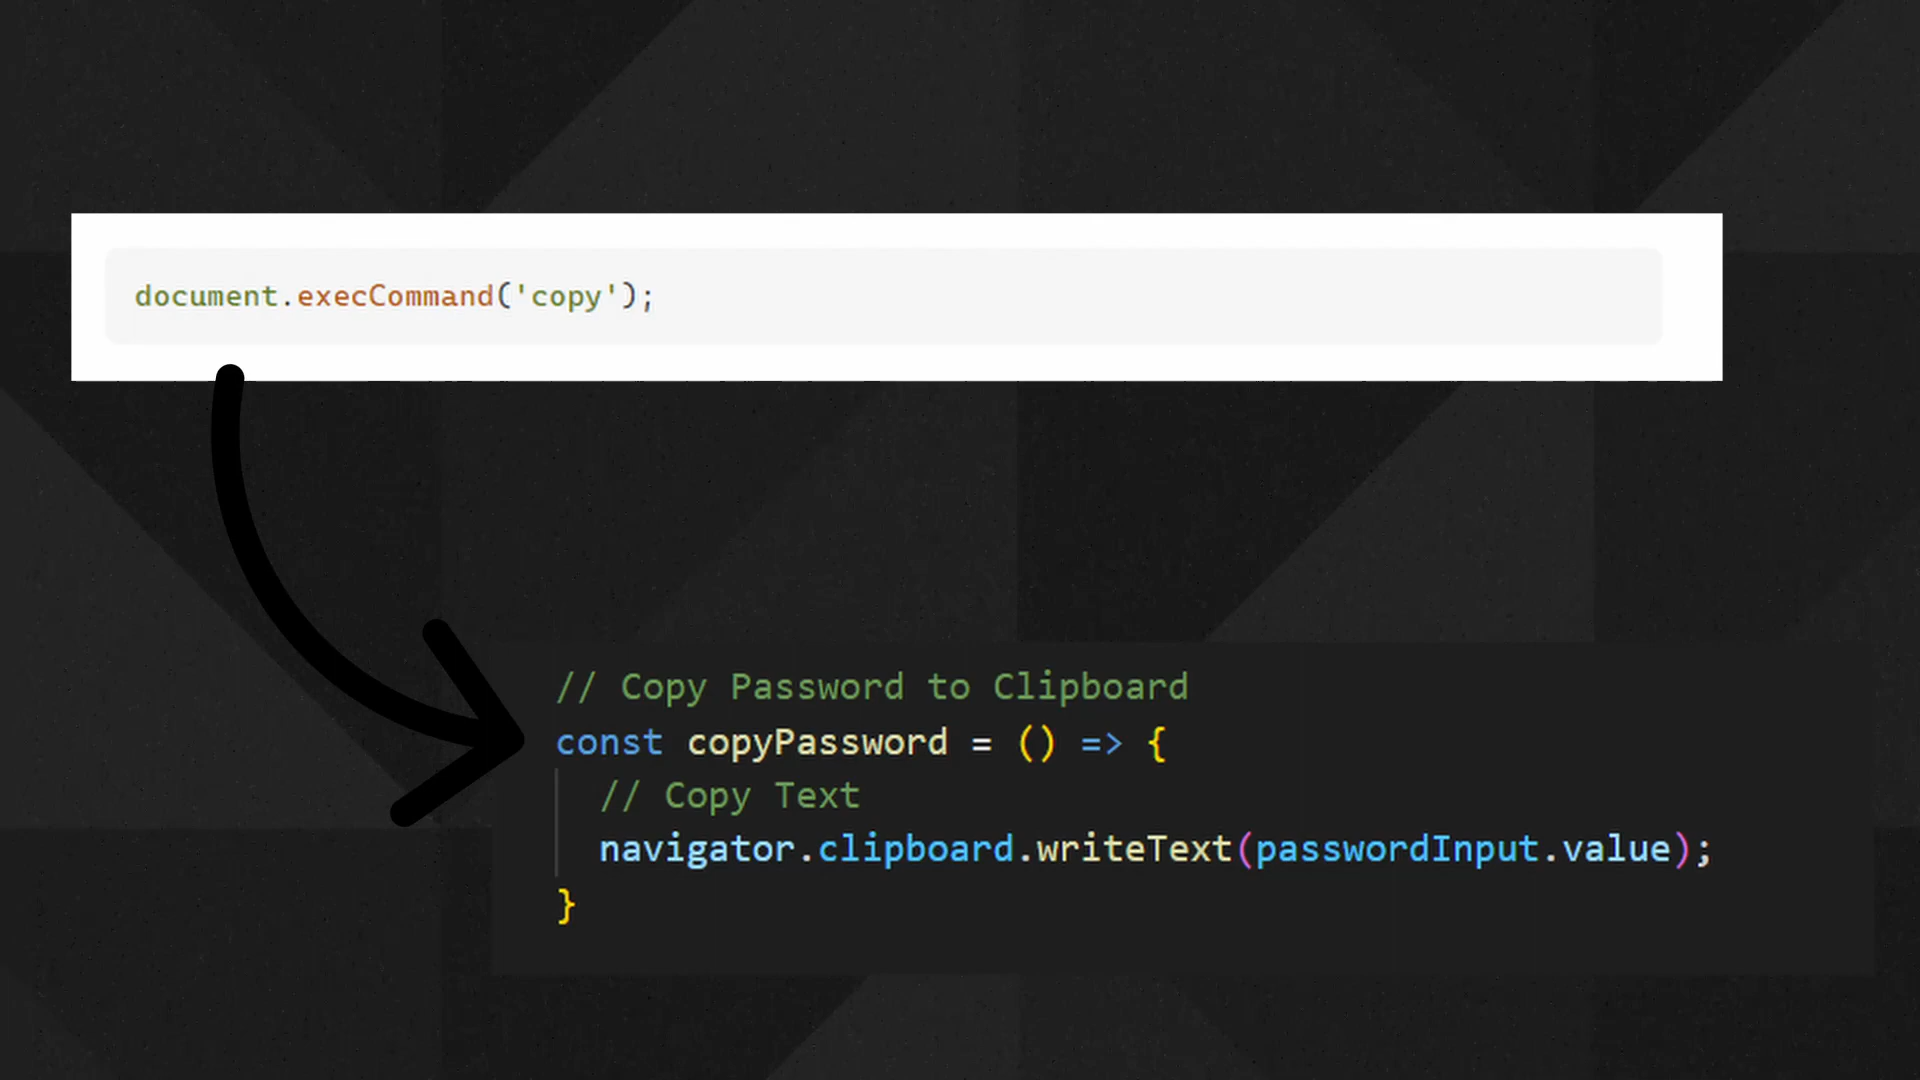 document.execCommand('copy');
// Copy Password to Clipboard
const copyPassword = () => {
// Copy Text
navigator.clipboard.writeText(passwordInput.value);
}